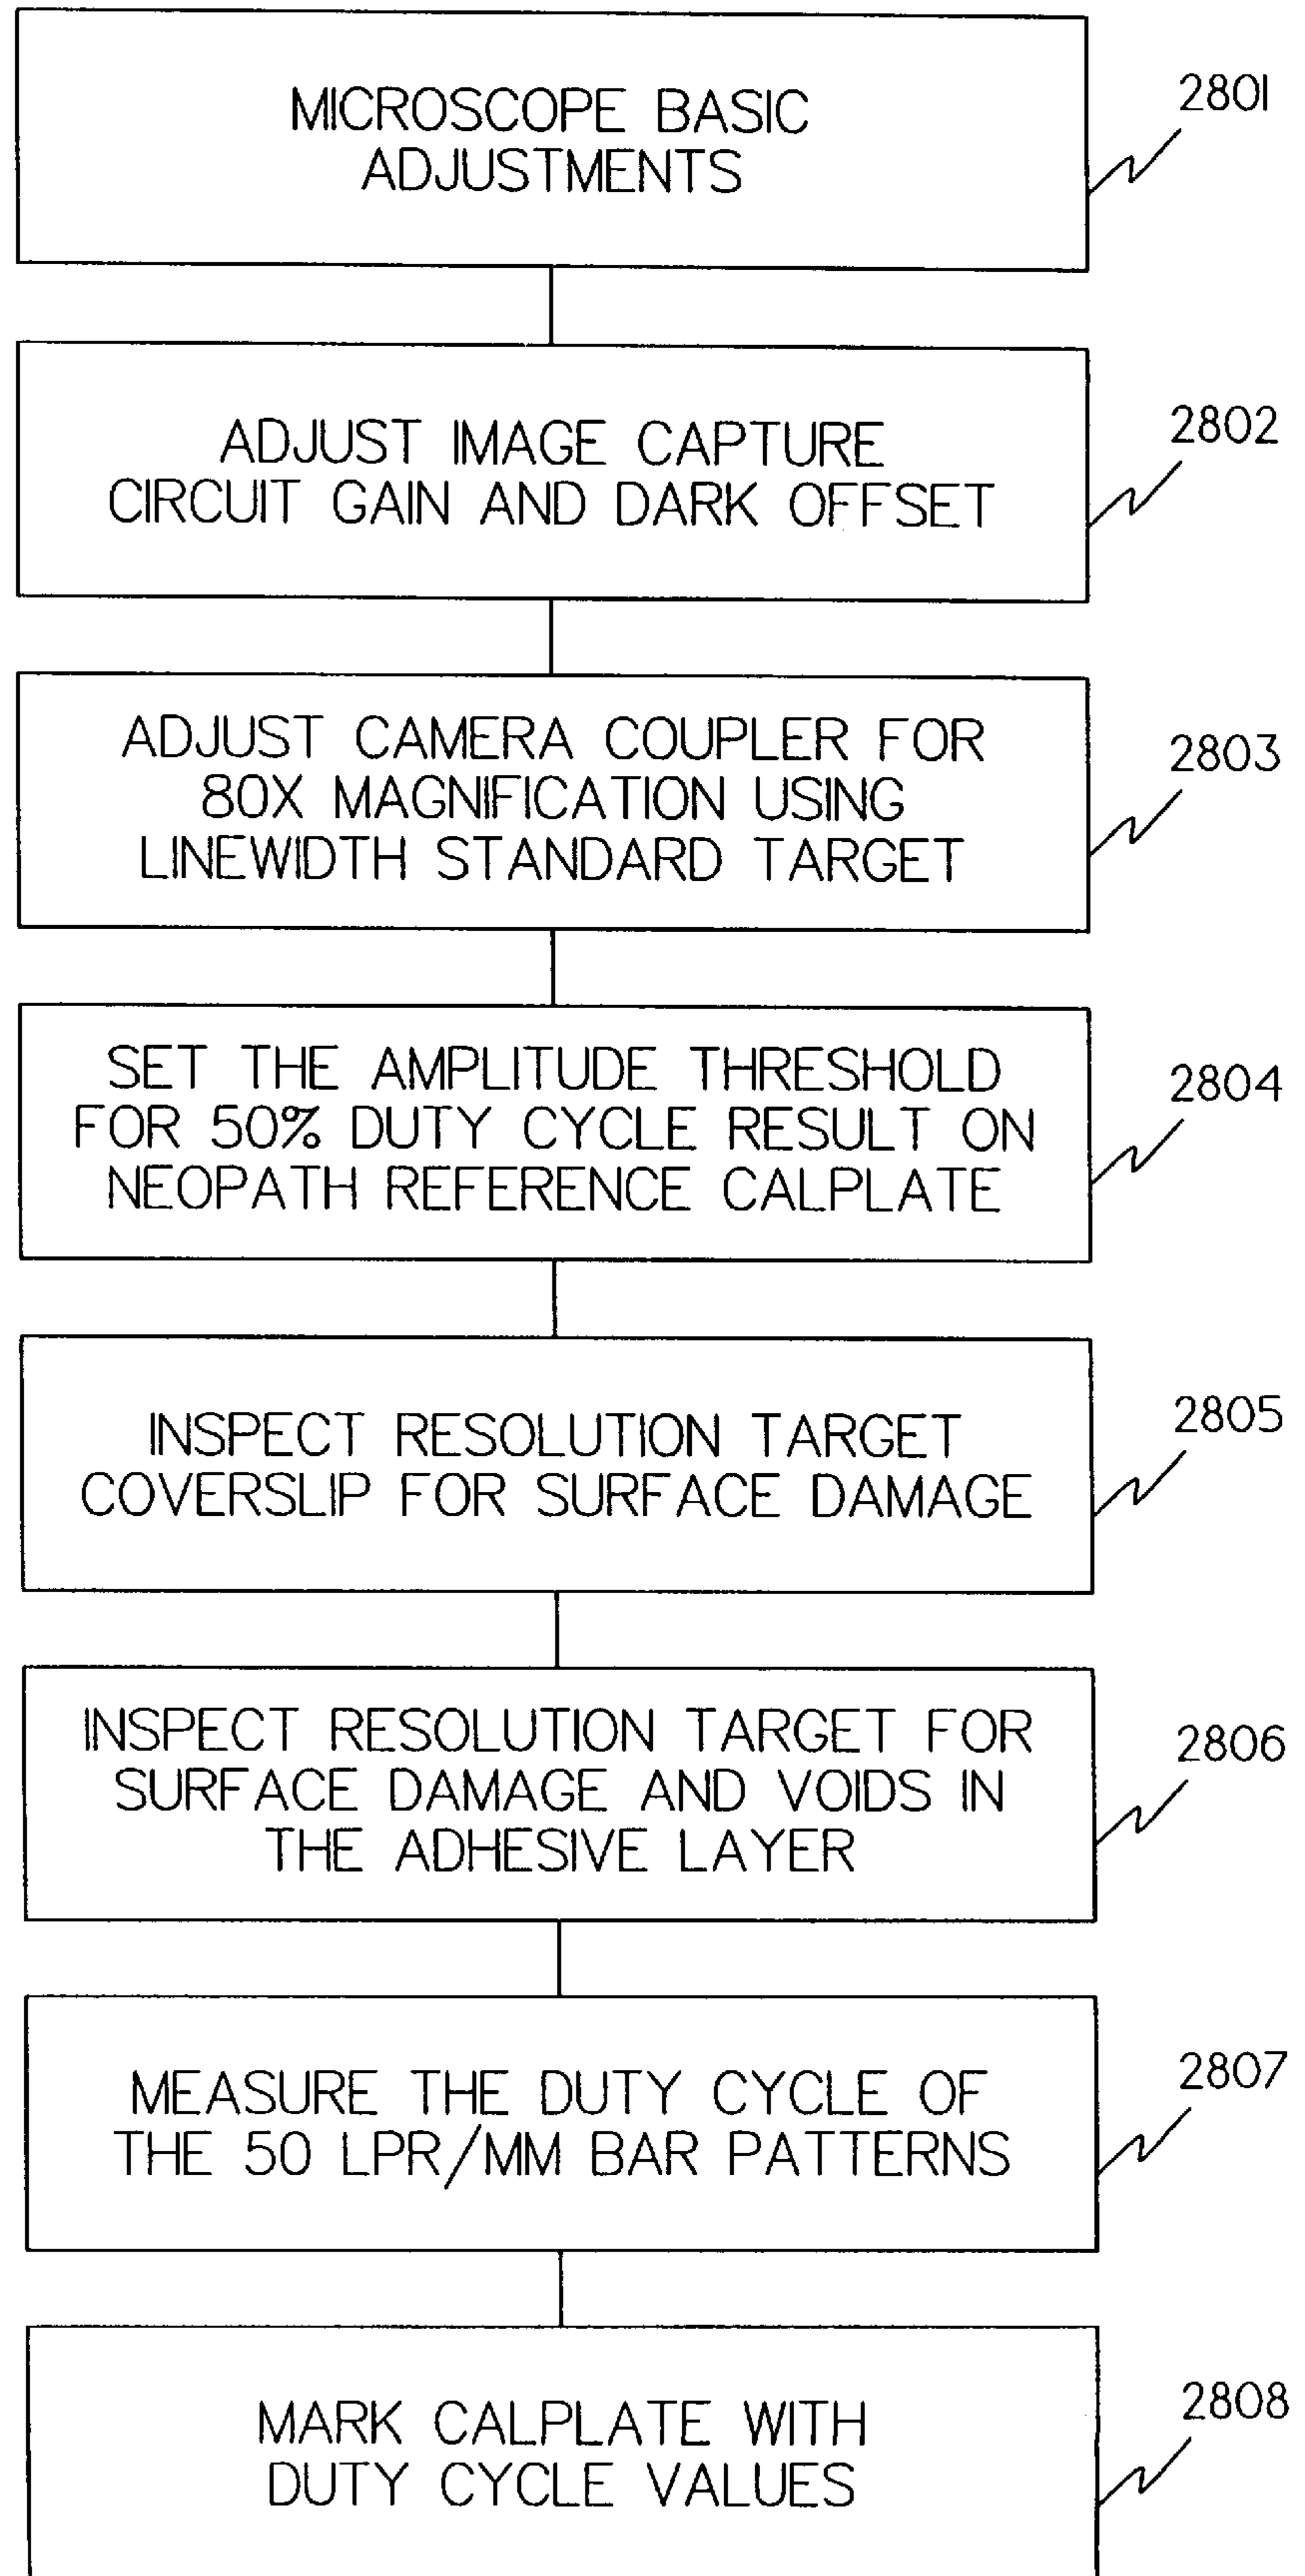 MICROSCOPE BASIC
ADJUSTMENTS
2801
ADJUST IMAGE CAPTURE
CIRCUIT GAIN AND DARK OFFSET
2802
ADJUST CAMERA COUPLER FOR
80X MAGNIFICATION USING
LINEWIDTH STANDARD TARGET
2803
SET THE AMPLITUDE THRESHOLD
FOR 50% DUTY CYCLE RESULT ON
NEOPATH REFERENCE CALPLATE
2804
INSPECT RESOLUTION TARGET
COVERSLIP FOR SURFACE DAMAGE
2805
INSPECT RESOLUTION TARGET FOR
SURFACE DAMAGE AND VOIDS IN
THE ADHESIVE LAYER
2806
MEASURE THE DUTY CYCLE OF
THE 50 LPR/MM BAR PATTERNS
2807
MARK CALPLATE WITH
DUTY CYCLE VALUES
2808